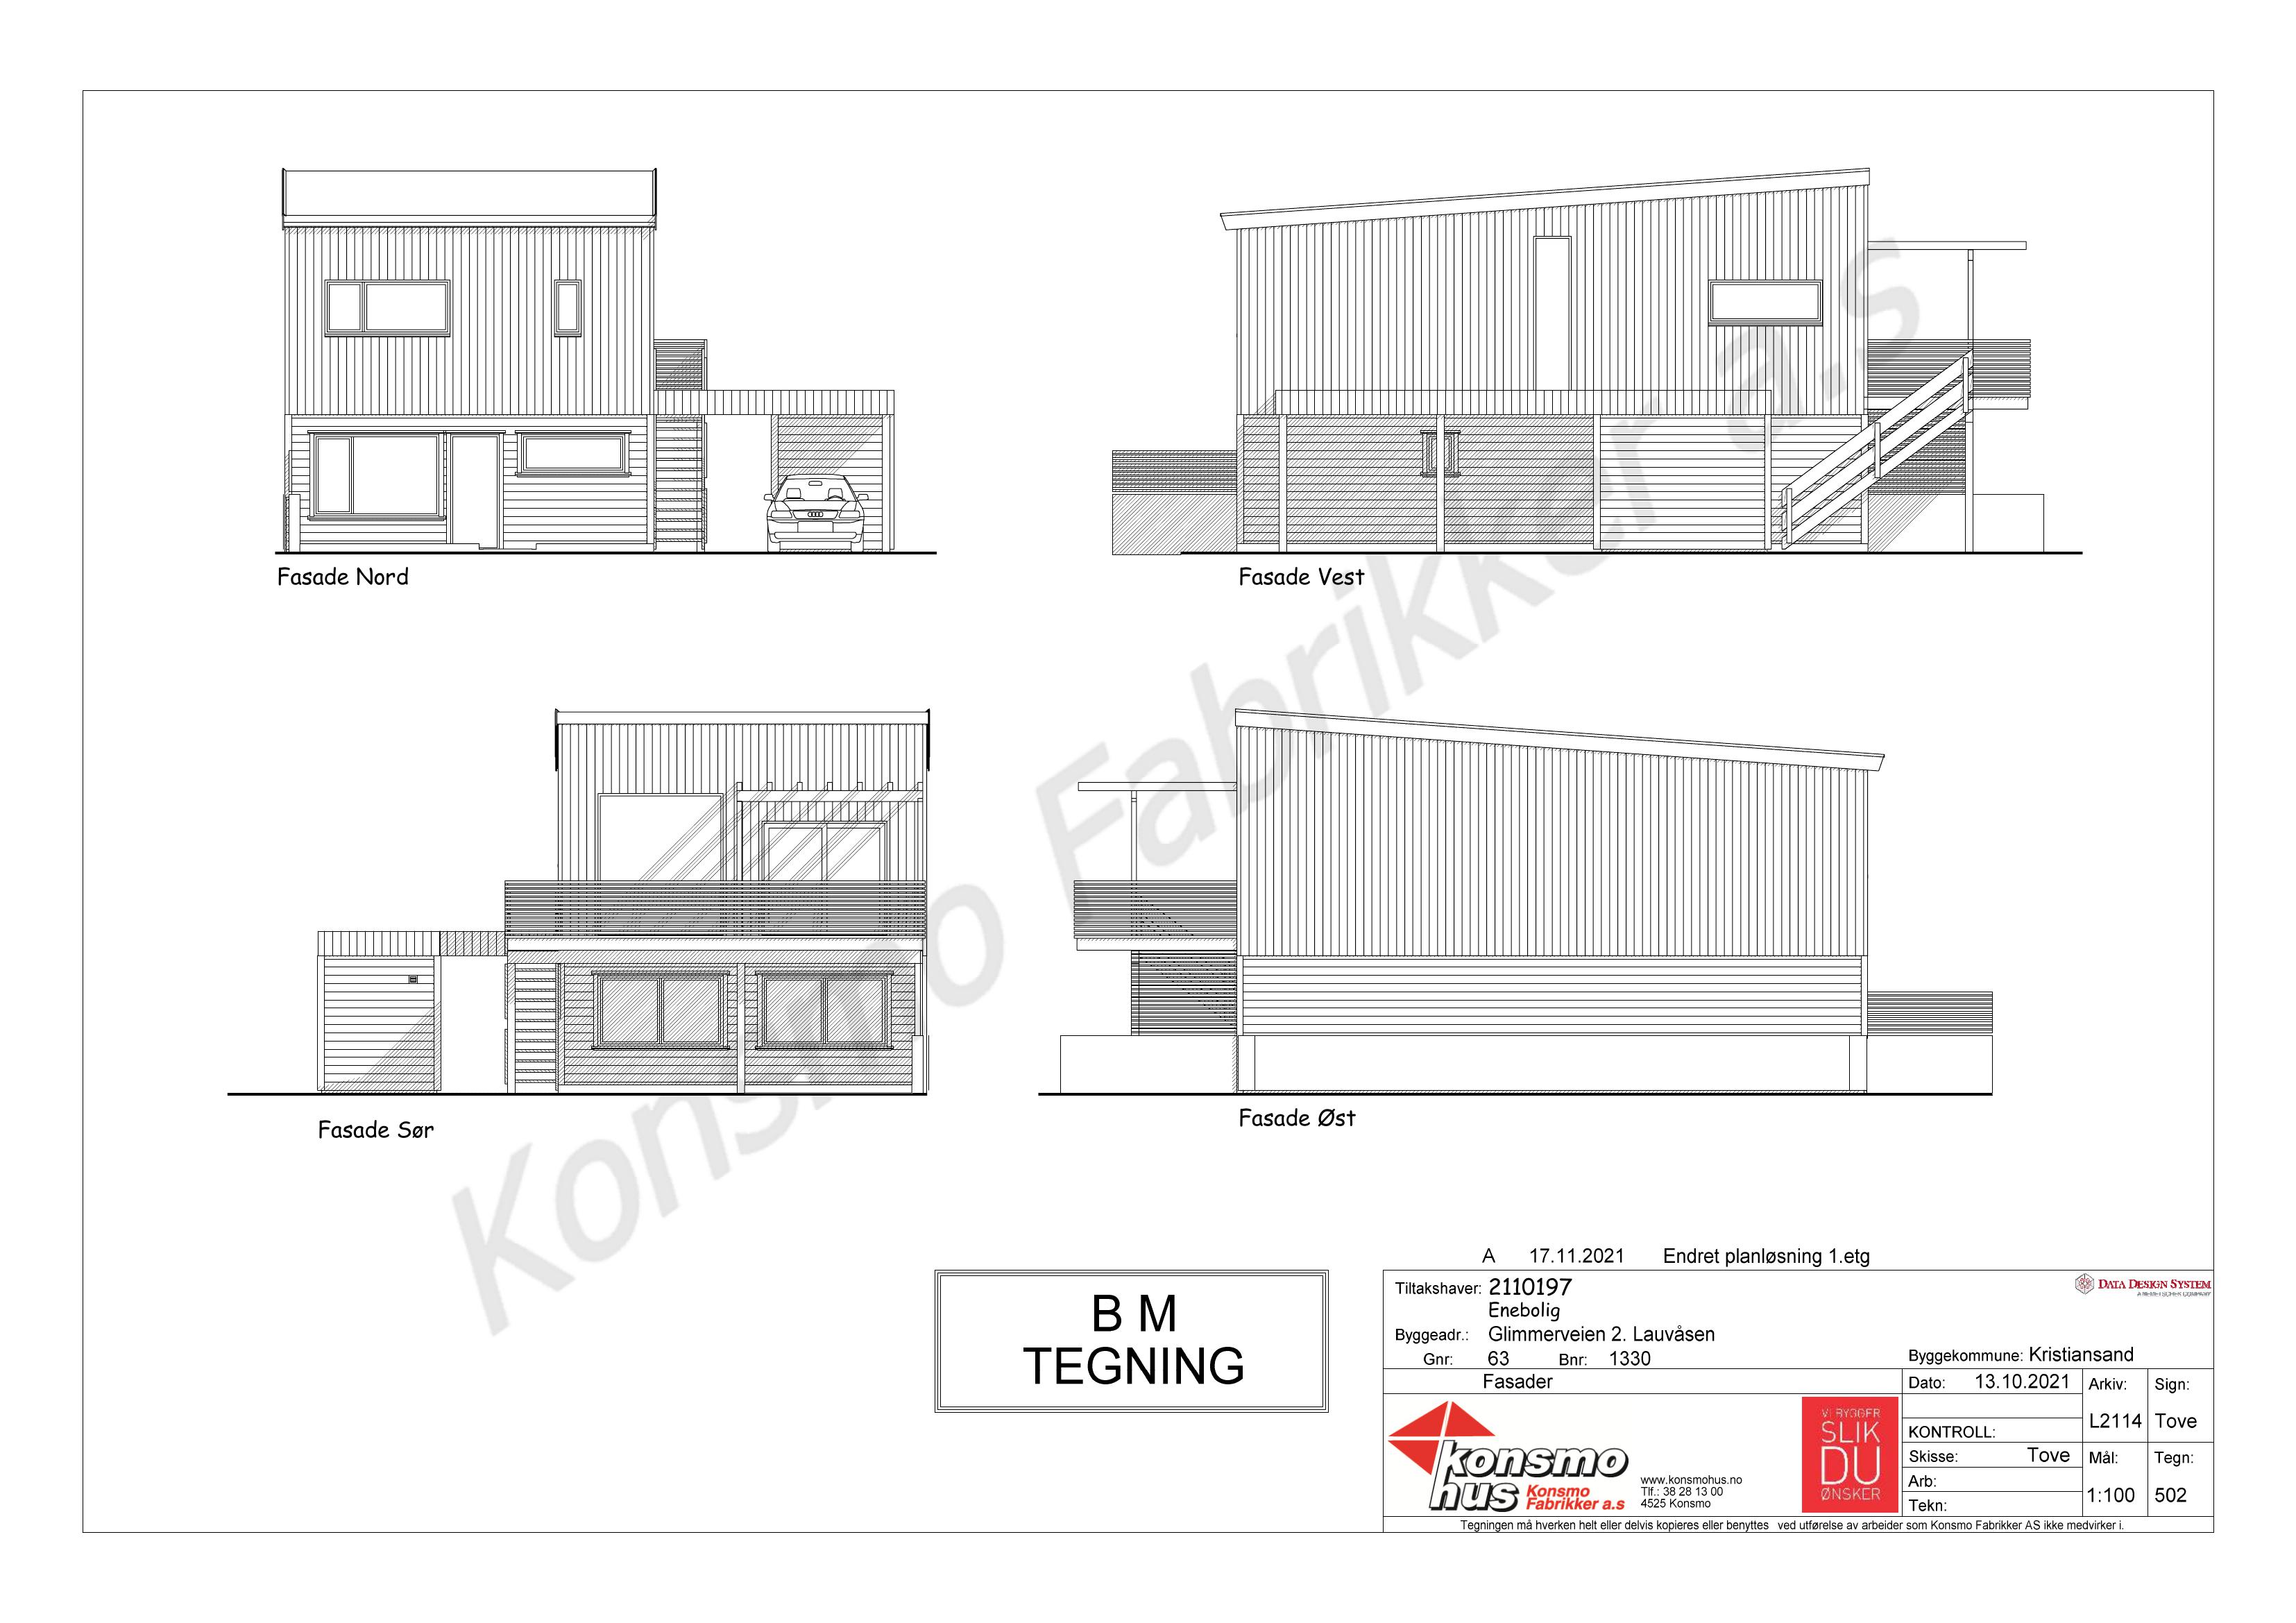 Fasade Nord
Fasade Vest
Fasade Sør
Fasade Øst
Konsmo Fabrikker a.s
A 17.11.2021 Endret planløsning 1.etg
B M
TEGNING
Tiltakshaver: 2110197
Enebolig
Byggeadr.: Glimmerveien 2. Lauvåsen
Gnr: 63 Bnr: 1330
DATA DESIGN SYSTEM
A NEMETSCHEK COMPANY
Byggekommune: Kristiansand
Fasader
Dato: 13.10.2021
Arkiv:
L2114
Sign:
Tove
KONTROLL:
Skisse: Tove
Arb:
Tekn:
Mål:
1:100
Tegn:
502
konsmo
hus
Konsmo
Fabrikker a.s
www.konsmohus.no
Tlf.: 38 28 13 00
4525 Konsmo
VI BYGGER
SLIK
DU
ØNSKER
Tegningen må hverken helt eller delvis kopieres eller benyttes ved utførelse av arbeider som Konsmo Fabrikker AS ikke medvirker i.